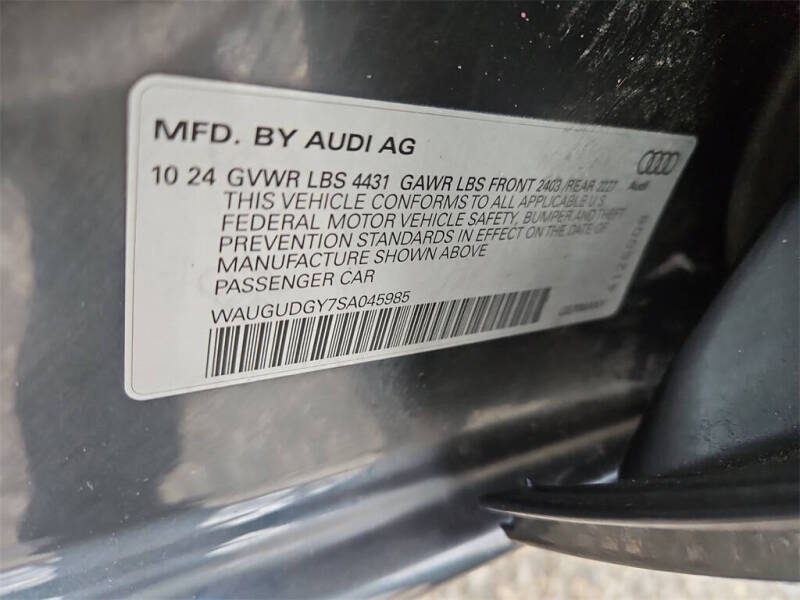 MFD. BY AUDI AG
10 24 GVWR LBS 4431 GAWR LBS FRONT 2403 /REAR 2227
Audi
THIS VEHICLE CONFORMS TO ALL APPLICABLE U.S.
FEDERAL MOTOR VEHICLE SAFETY, BUMPER AND THEFT
PREVENTION STANDARDS IN EFFECT ON THE DATE OF
MANUFACTURE SHOWN ABOVE
PASSENGER CAR
WAUGUDGY7SA045985